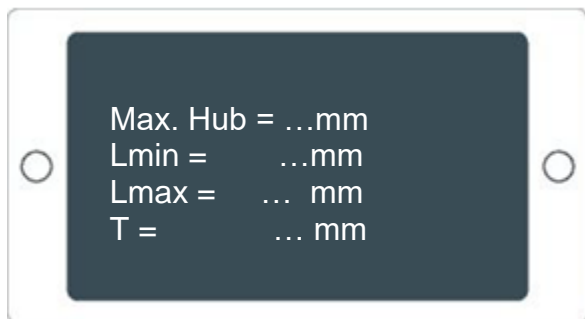 Max. Hub = …mm
Lmin = …mm
Lmax = … mm
T = … mm